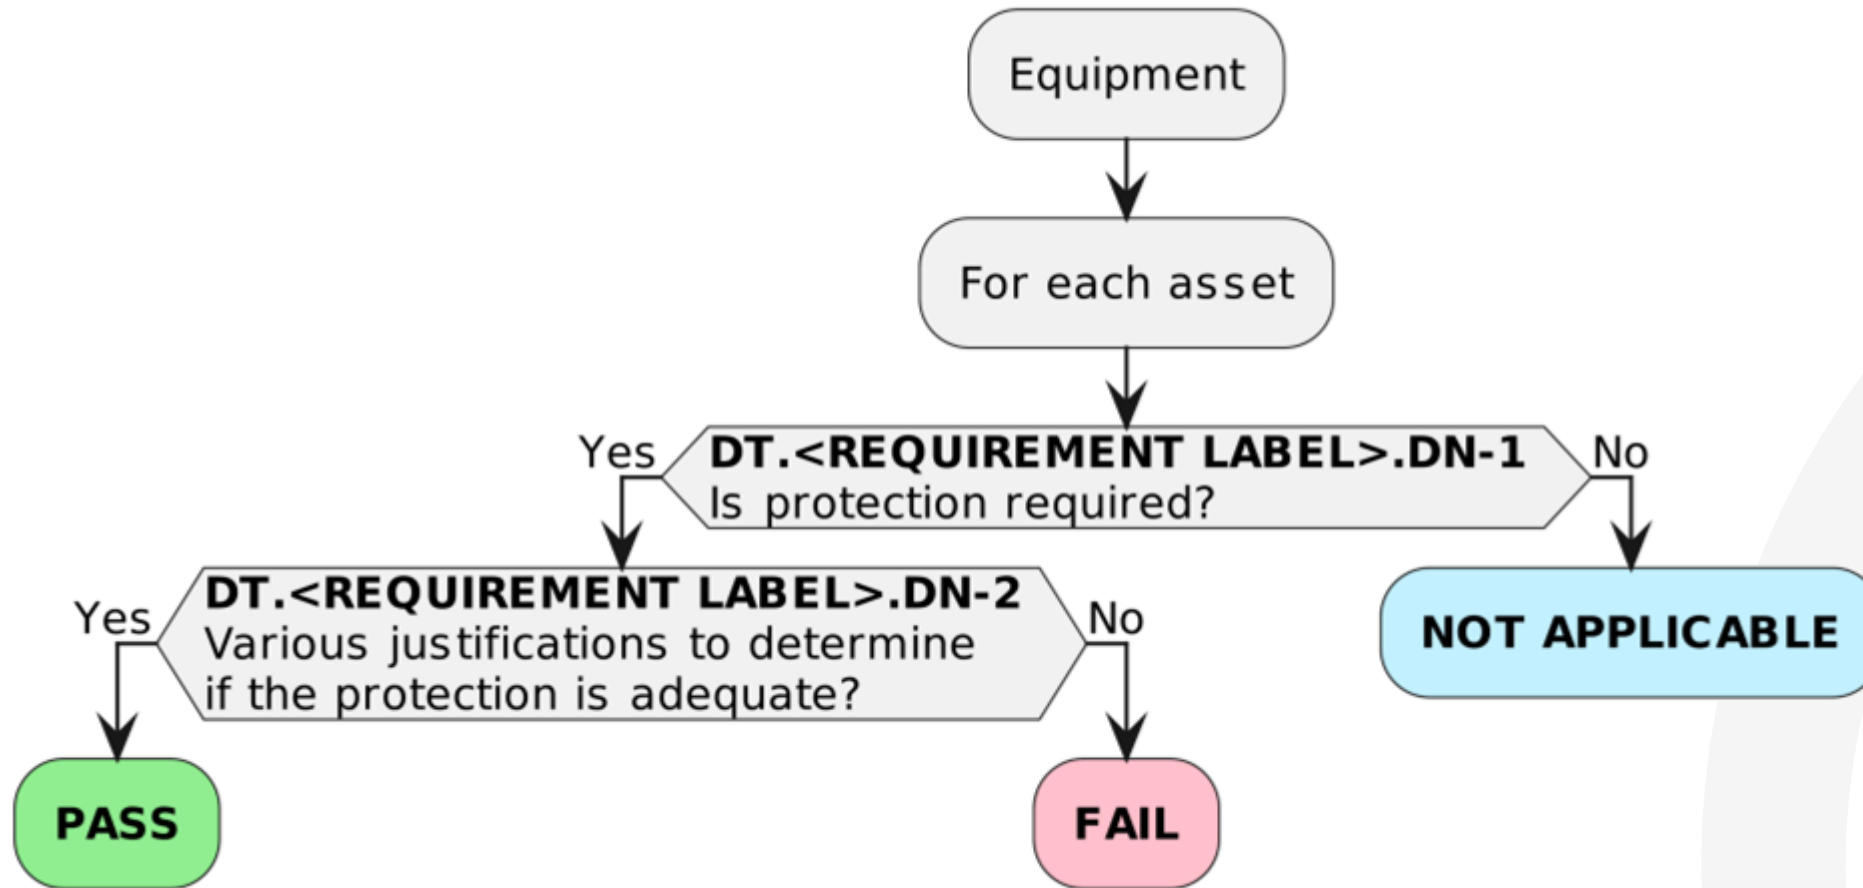 Equipment
For each asset
Yes
DT.<REQUIREMENT LABEL>.DN-1
No
Is protection required?
Yes
DT.<REQUIREMENT LABEL>.DN-2
Various justifications to determine
if the protection is adequate?
No
NOT APPLICABLE
PASS
FAIL